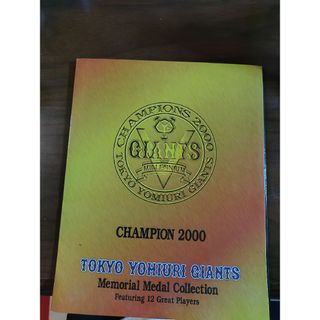 CHAMPIONS 2000
GIANTS
TOKYO YOMIURI GIANTS
CHAMPION 2000
TOKYO YOMIURI GIANTS
Memorial Medal Collection
Featuring 12 Great Players